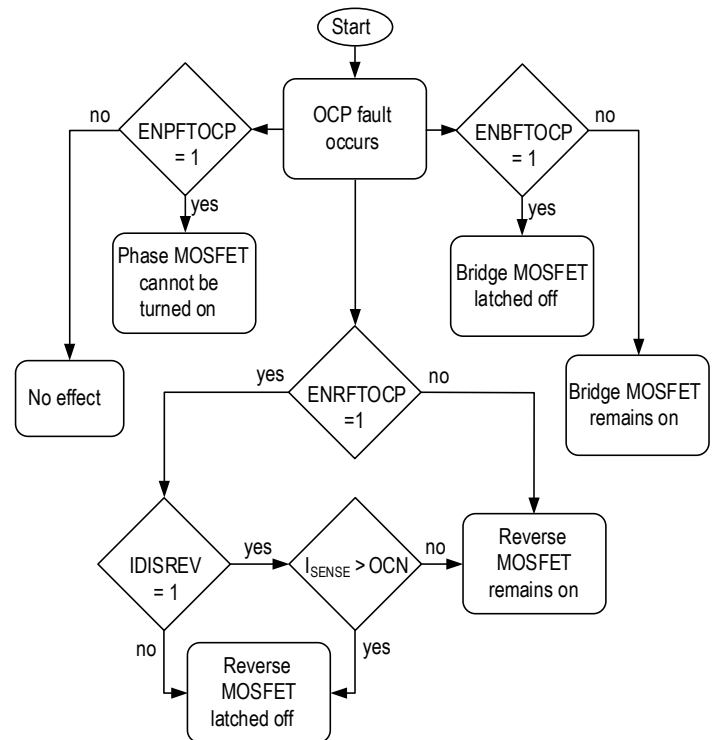 Start
OCP fault
occurs
no
ENPFTOCP
= 1
yes
ENBFTOCP
= 1
no
yes
Phase MOSFET
cannot be
turned on
Bridge MOSFET
latched off
No effect
Bridge MOSFET
remains on
yes
ENRFTOCP
=1
no
IDISREV
= 1
yes
ISENSE > OCN
no
Reverse
MOSFET
remains on
no
yes
Reverse
MOSFET
latched off